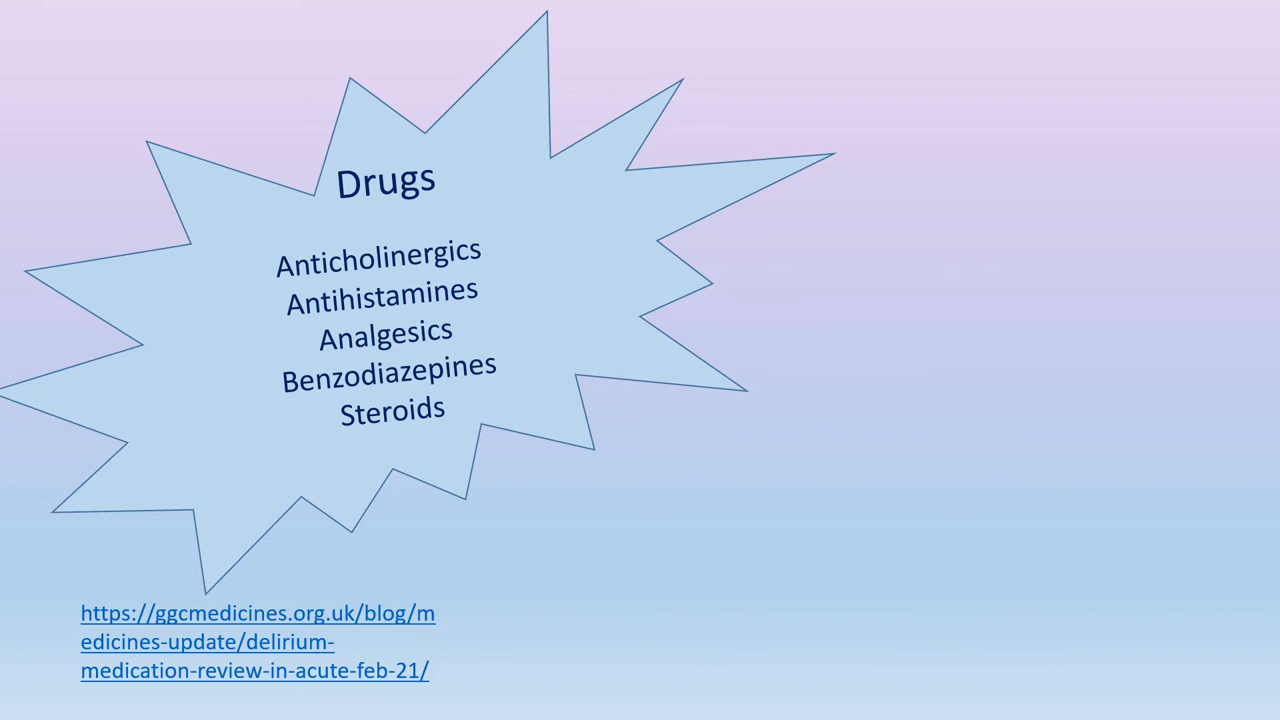 Drugs
Anticholinergics
Antihistamines
Analgesics
Benzodiazepines
Steroids
https://ggcmedicines.org.uk/blog/m
edicines-update/delirium-
medication-review-in-acute-feb-21/